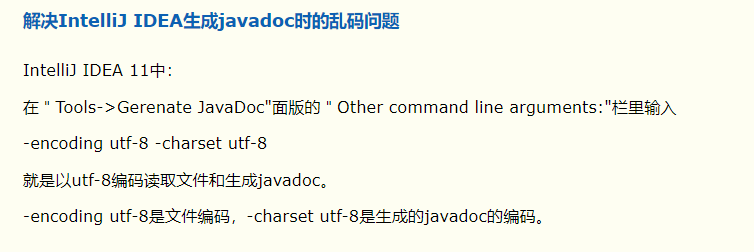 解决IntelliJ IDEA生成javadoc时的乱码问题
IntelliJ IDEA 11中：
在 " Tools->Gerenate JavaDoc"面版的 " Other command line arguments:"栏里输入
-encoding utf-8 -charset utf-8
就是以utf-8编码读取文件和生成javadoc。
-encoding utf-8是文件编码，-charset utf-8是生成的javadoc的编码。